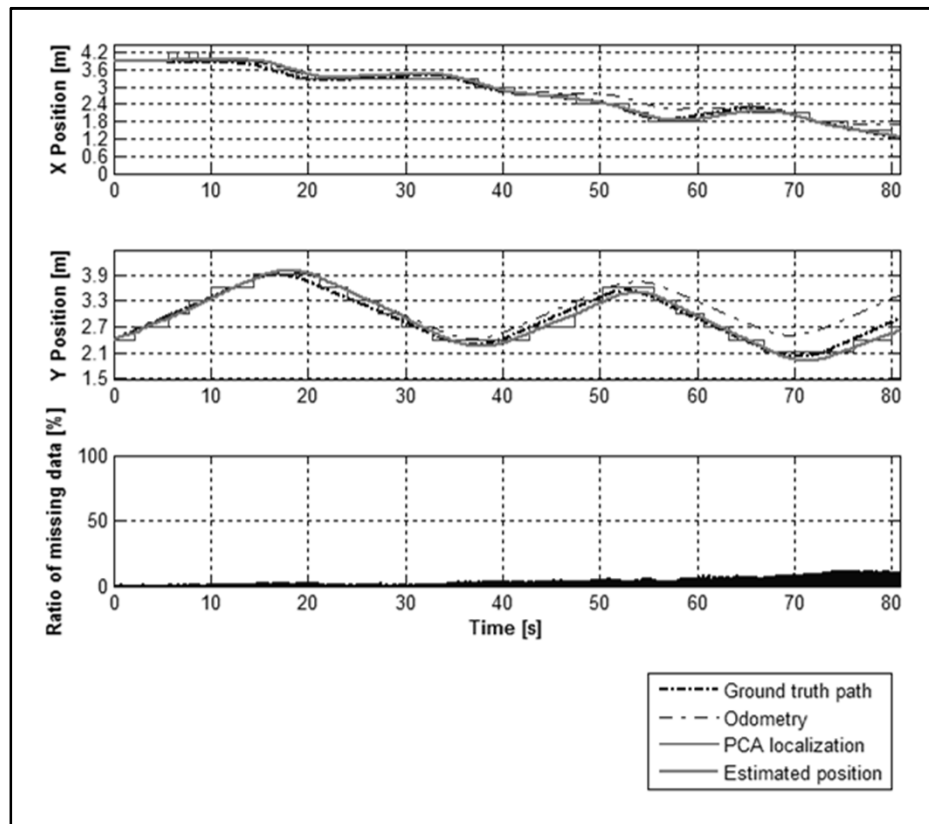 X Position [m]
4.2
3.6
3
2.4
1.8
1.2
0.6
0
0 10 20 30 40 50 60 70 80
Y Position [m]
3.9
3.3
2.7
2.1
1.5
0 10 20 30 40 50 60 70 80
Ratio of missing data [%]
100
50
0
0 10 20 30 40 50 60 70 80
Time [s]
Ground truth path
Odometry
PCA localization
Estimated position